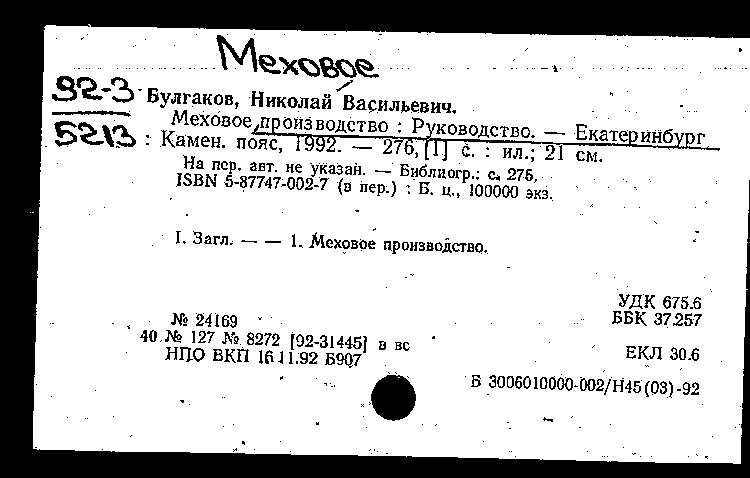 Меховое
92-3
5213
Булгаков, Николай Васильевич.
Меховое производство : Руководство. — Екатеринбург
: Камен. пояс, 1992. — 276, [1] с. : ил.; 21 см.
На пер. авт. не указан. — Библиогр.: с. 275.
ISBN 5-87747-002-7 (в пер.) : Б. ц., 100000 экз.
I. Загл. — — 1. Меховое производство.
УДК 675.6
ББК 37.257
№ 24169
40 № 127 № 8272 [92-31445] в вс
НПО ВКП 16.11.92 Б907
ЕКЛ 30.6
Б 3006010000-002/Н45(03)-92